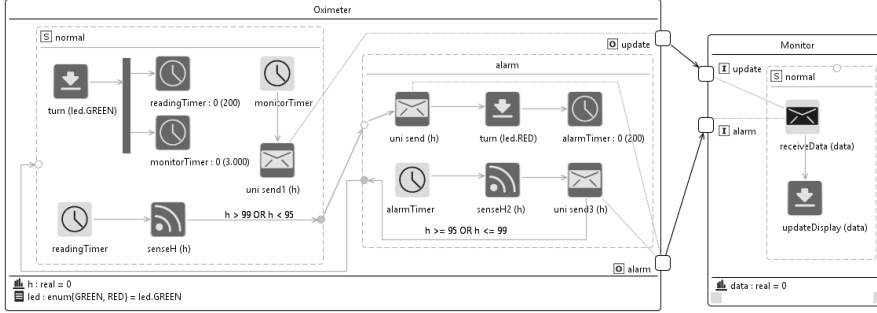 Oximeter
S normal
turn (led.GREEN)
readingTimer : 0 (200)
monitorTimer : 0 (3.000)
monitorTimer
uni send1 (h)
readingTimer
senseH (h)
h > 99 OR h < 95
O update
alarm
uni send (h)
turn (led.RED)
alarmTimer : 0 (200)
alarmTimer
senseH2 (h)
uni send3 (h)
h >= 95 OR h <= 99
O alarm
h : real = 0
led : enum{GREEN, RED} = led.GREEN
Monitor
I update
I alarm
S normal
receiveData (data)
updateDisplay (data)
data : real = 0